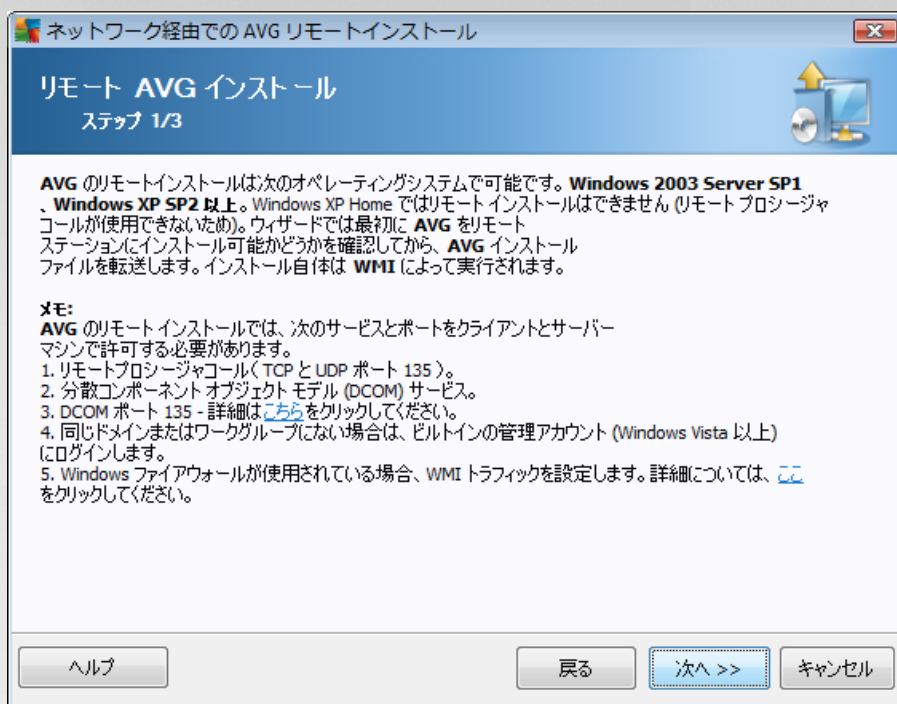 ネットワーク経由での AVG リモートインストール
リモート AVG インストール
ステップ 1/3
AVG のリモートインストールは次のオペレーティングシステムで可能です。Windows 2003 Server SP1
、Windows XP SP2 以上。Windows XP Home ではリモート インストールはできません (リモート プロシージャ
コールが使用できないため)。ウィザードでは最初に AVG をリモート
ステーションにインストール可能かどうかを確認してから、AVG インストール
ファイルを転送します。インストール自体は WMI によって実行されます。
メモ:
AVG のリモート インストールでは、次のサービスとポートをクライアントとサーバー
マシンで許可する必要があります。
1. リモートプロシージャコール( TCP と UDP ポート 135 )。
2. 分散コンポーネント オブジェクト モデル (DCOM) サービス。
3. DCOM ポート 135 - 詳細はこちらをクリックしてください。
4. 同じドメインまたはワークグループにない場合は、ビルトインの管理アカウント (Windows Vista 以上)
にログインします。
5. Windows ファイアウォールが使用されている場合、WMI トラフィックを設定します。詳細については、ここ
をクリックしてください。
ヘルプ
戻る
次へ >>
キャンセル